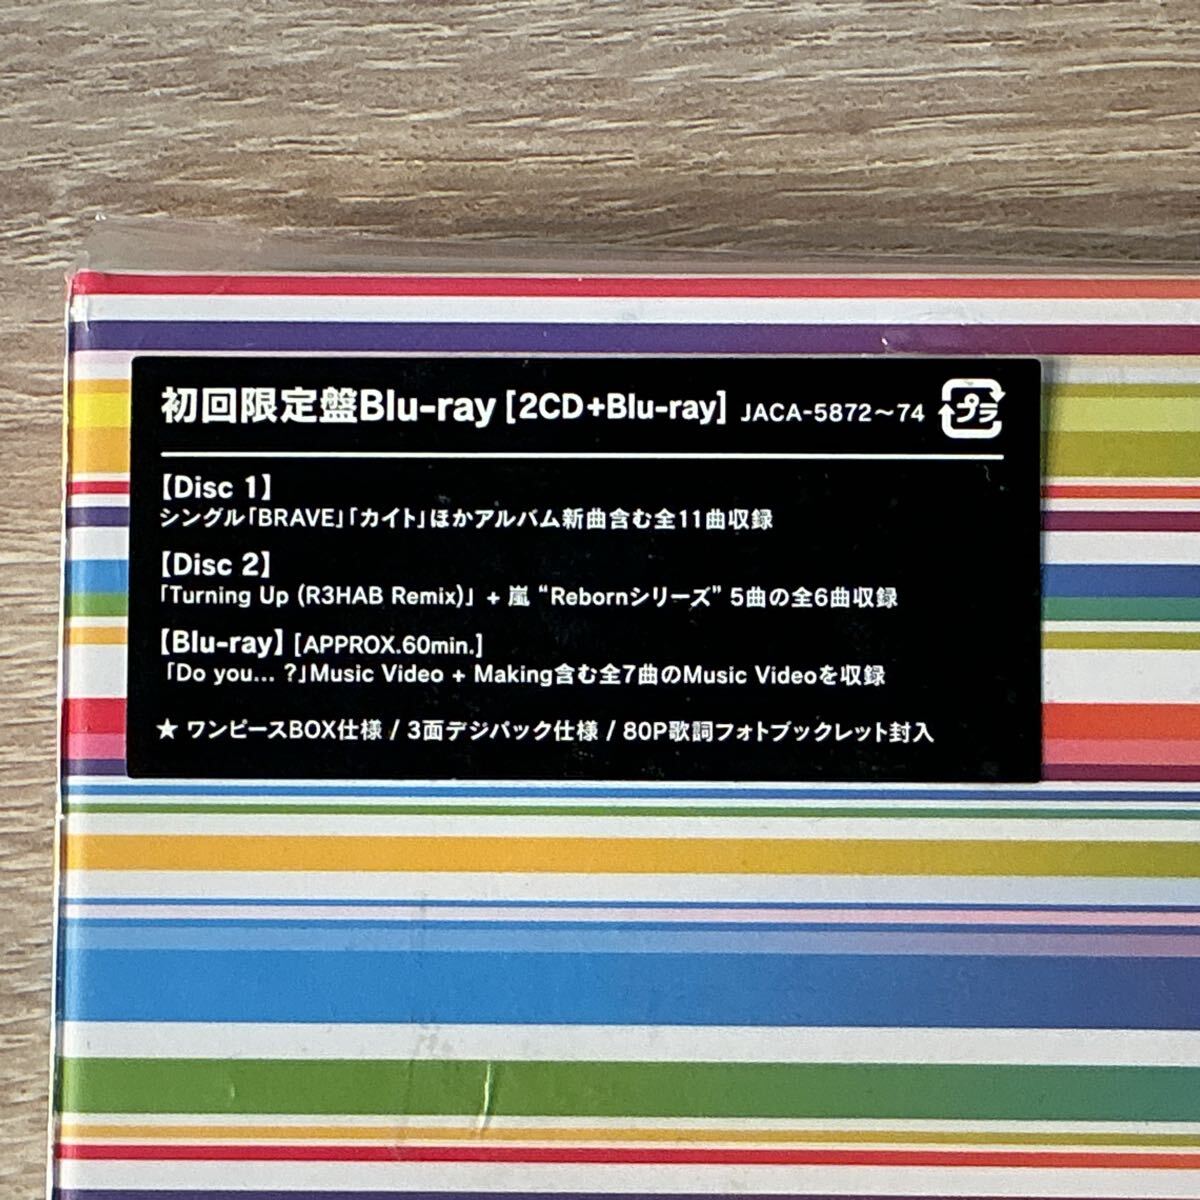 初回限定盤Blu-ray [2CD+Blu-ray] JACA-5872～74 プラ
【Disc 1】
シングル「BRAVE」「カイト」ほかアルバム新曲含む全11曲収録
【Disc 2】
「Turning Up (R3HAB Remix)」 + 嵐 “Rebornシリーズ” 5曲の全6曲収録
【Blu-ray】 [APPROX.60min.]
「Do you... ?」Music Video + Making含む全7曲のMusic Videoを収録
★ ワンピースBOX仕様 / 3面デジパック仕様 / 80P歌詞フォトブックレット封入